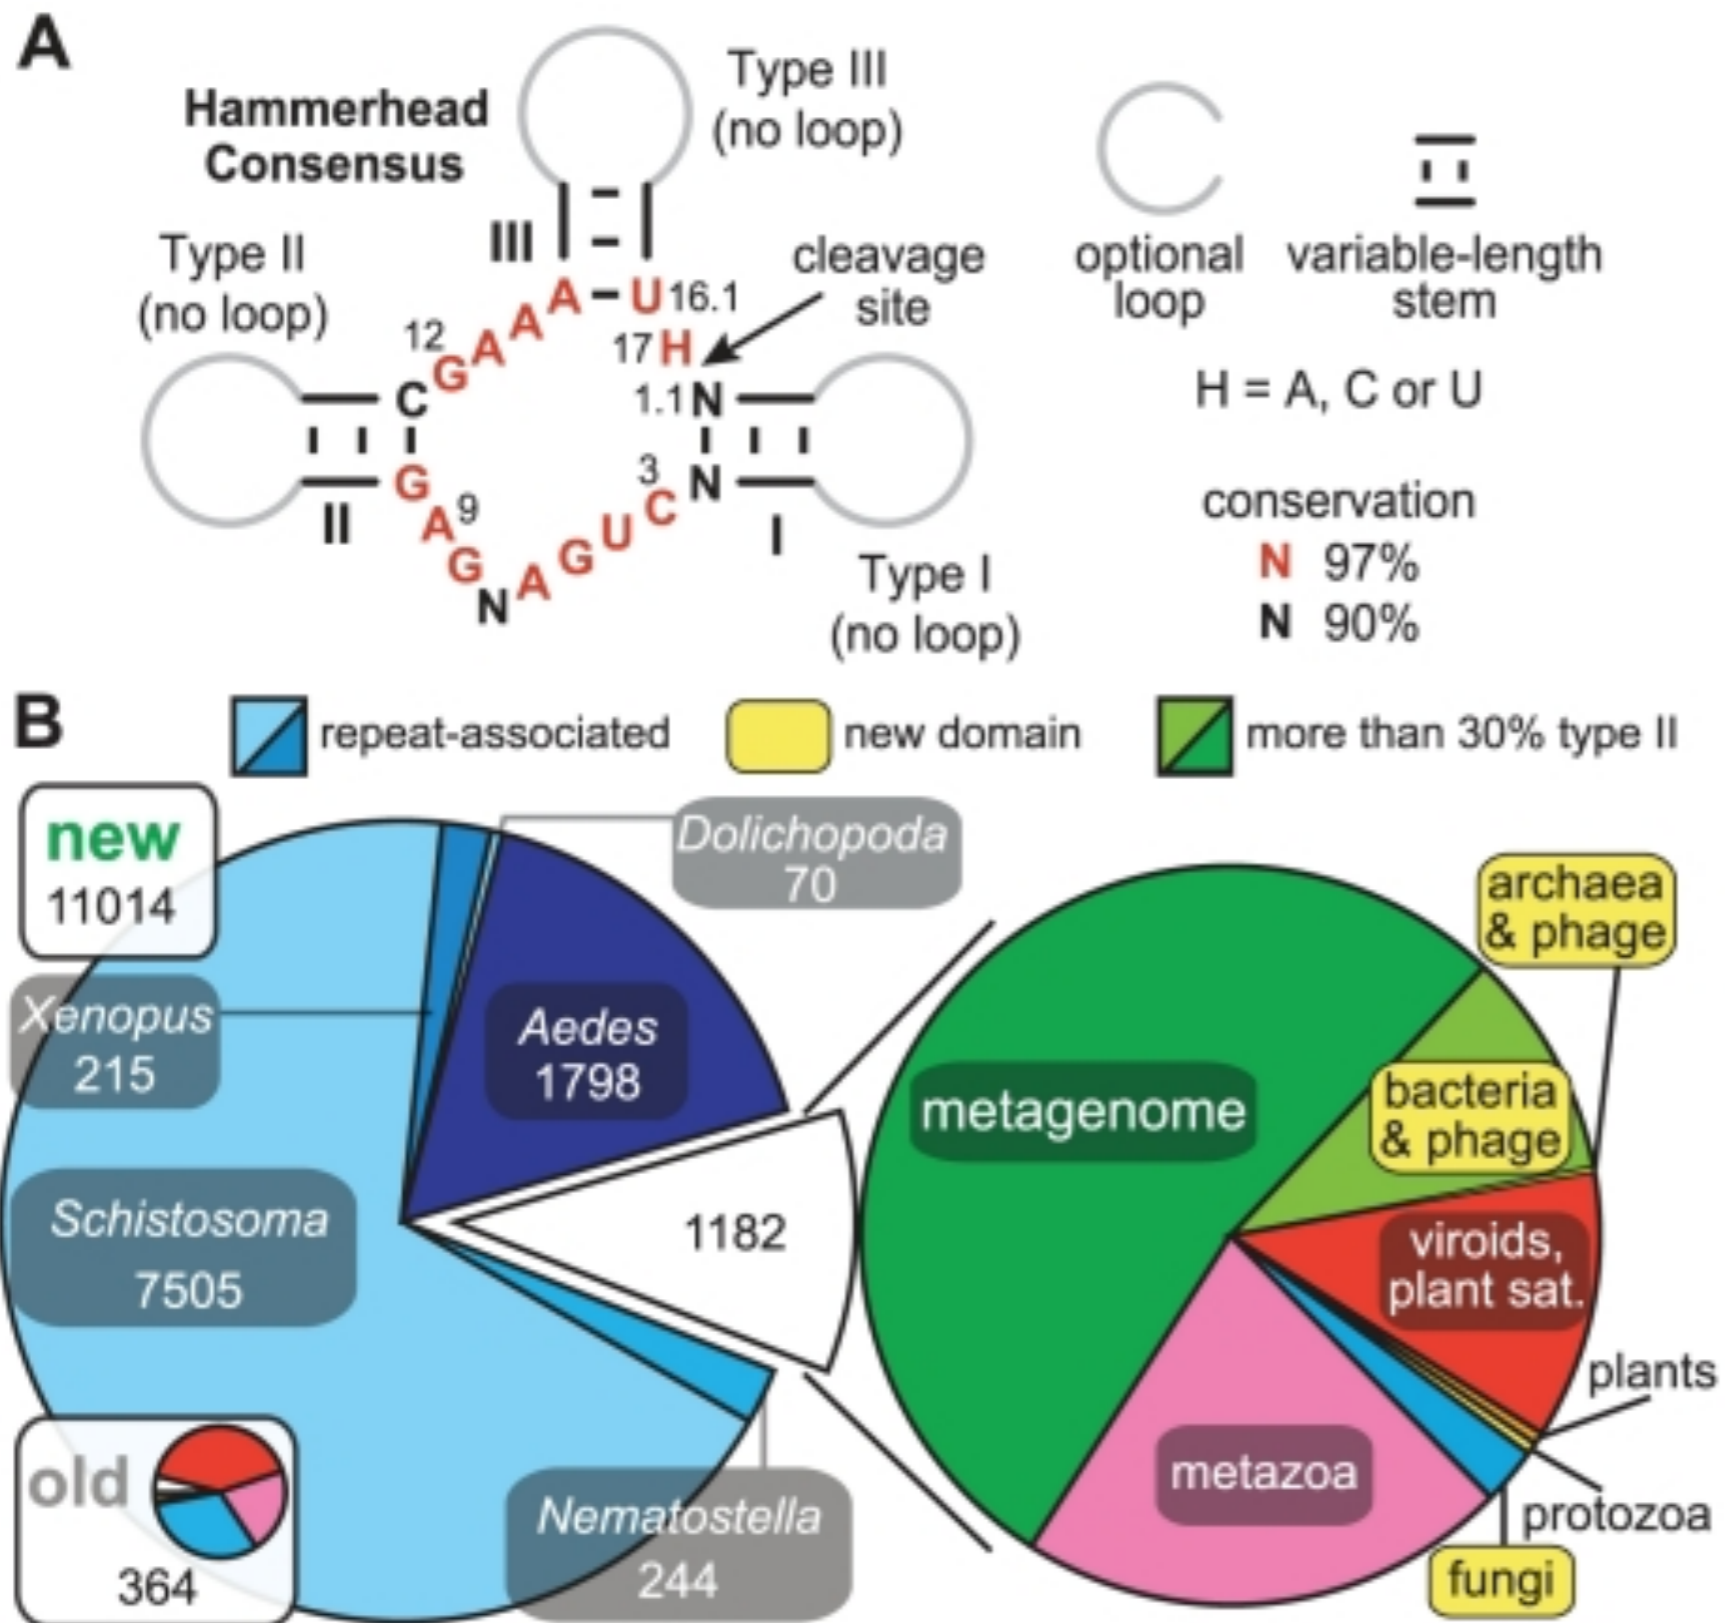 A
Hammerhead
Consensus
Type III
(no loop)
Type II
(no loop)
III
cleavage
site
optional
loop
variable-length
stem
A U 16.1
12 G A A
17 H
C
1.1 N
H = A, C or U
G
3 N
A 9
C
II
G
U
G
A
N
I
Type I
(no loop)
conservation
N 97%
N 90%
B
repeat-associated
new domain
more than 30% type II
new
11014
Dolichopoda
70
Xenopus
215
Aedes
1798
Schistosoma
7505
1182
old
364
Nematostella
244
archaea
& phage
metagenome
bacteria
& phage
viroids,
plant sat.
plants
metazoa
protozoa
fungi